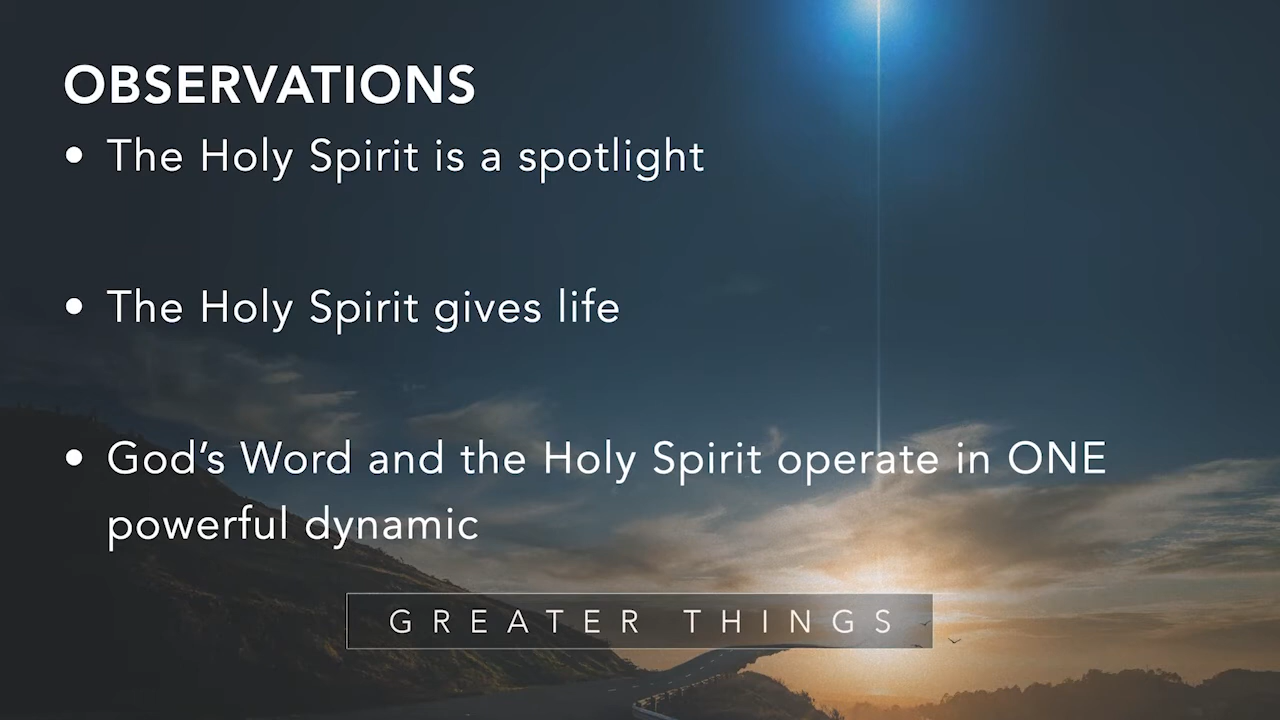 OBSERVATIONS
• The Holy Spirit is a spotlight
• The Holy Spirit gives life
• God’s Word and the Holy Spirit operate in ONE
powerful dynamic
GREATER THINGS